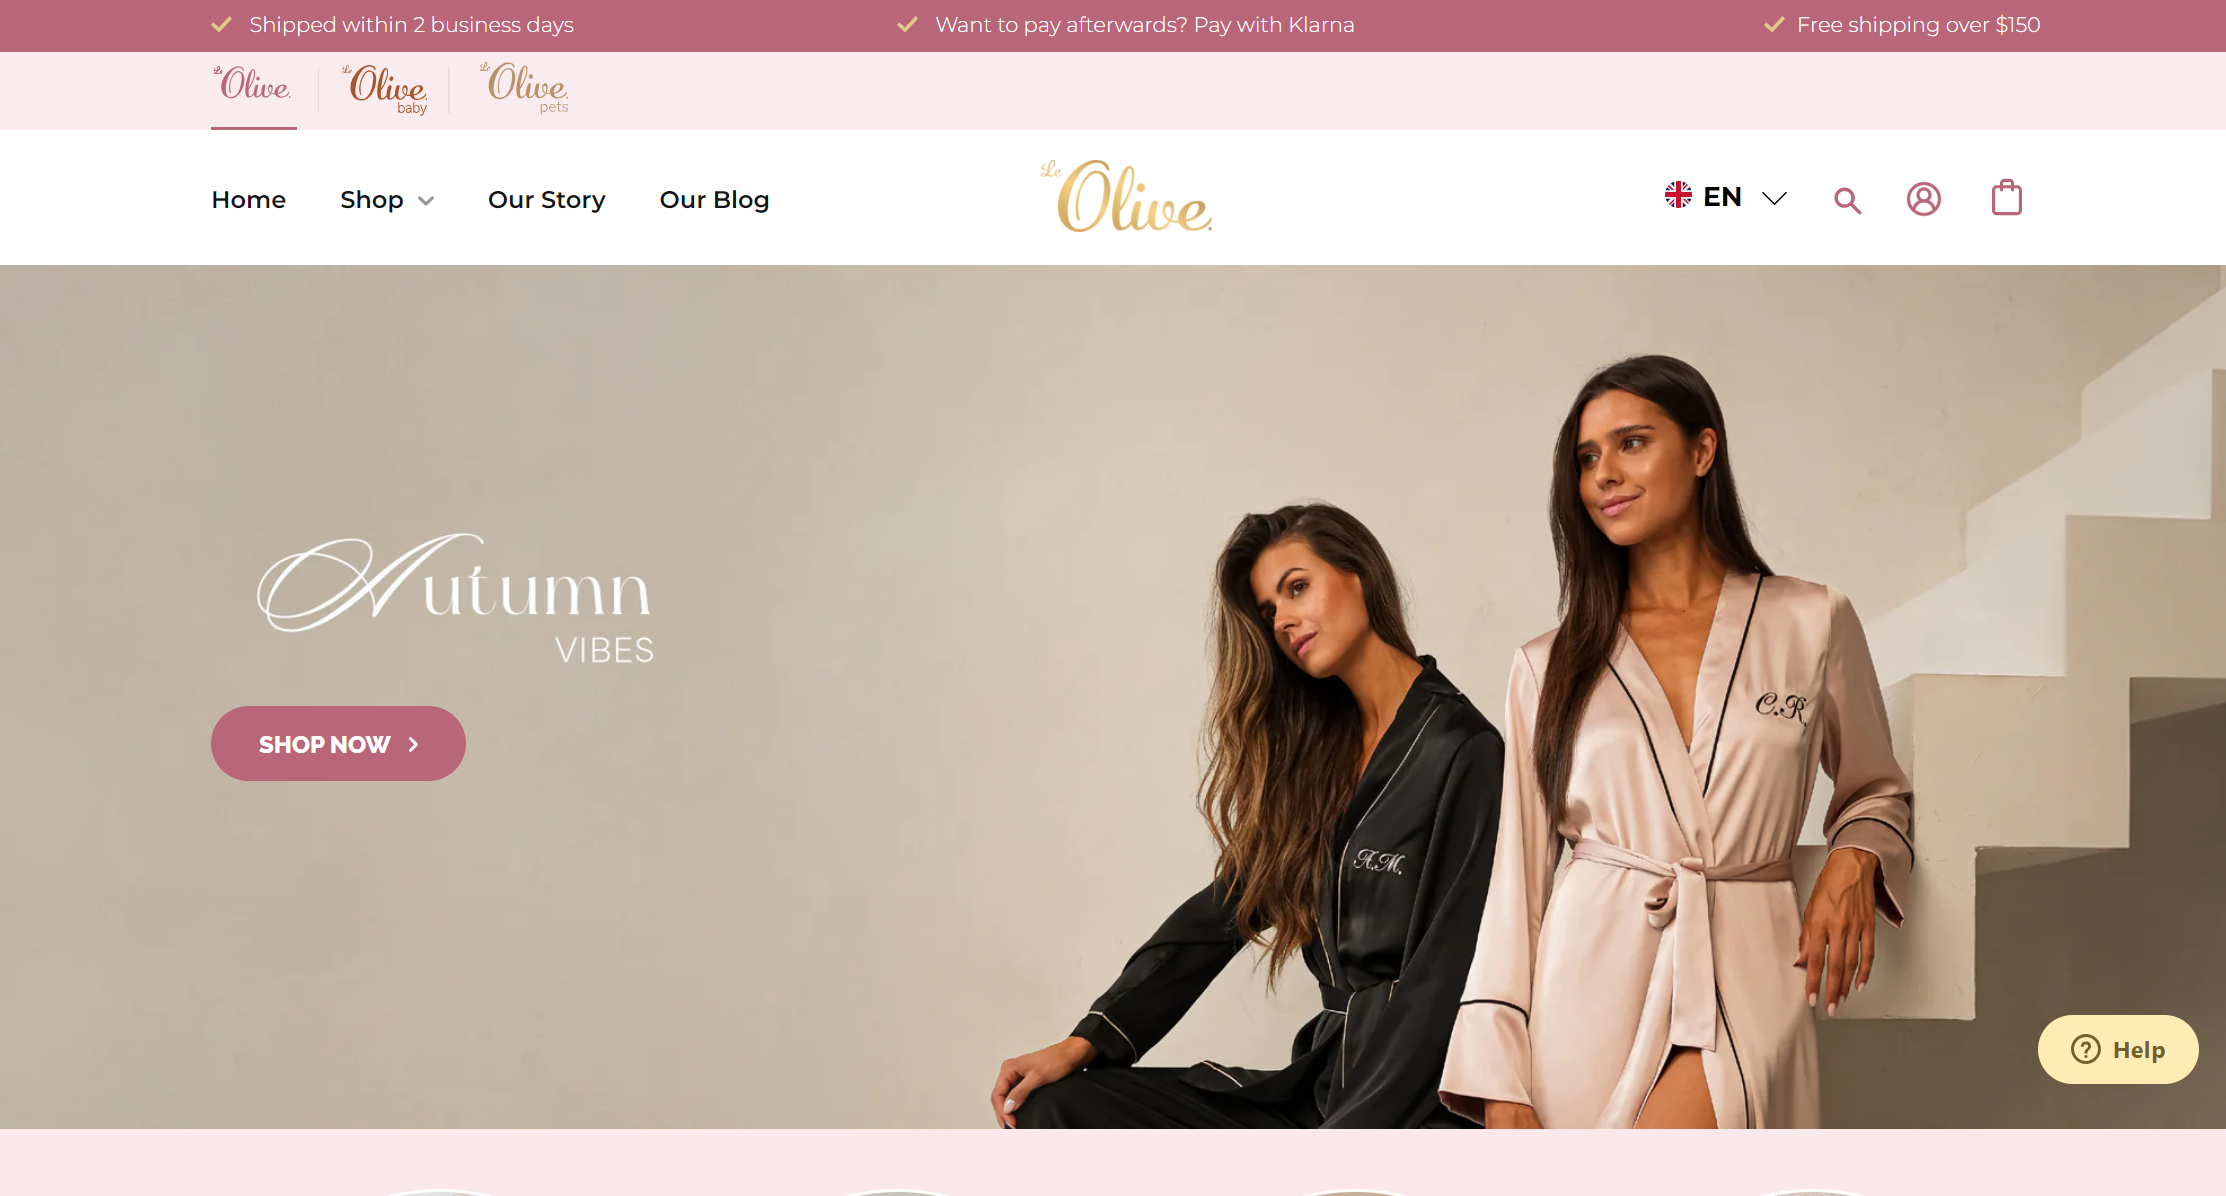 Shipped within 2 business days
Want to pay afterwards? Pay with Klarna
Free shipping over $150
Le Olive.
Le Olive. baby
Le Olive. pets
Home
Shop
Our Story
Our Blog
Le Olive.
EN
Autumn
VIBES
SHOP NOW
C.R.
A.M.
Help